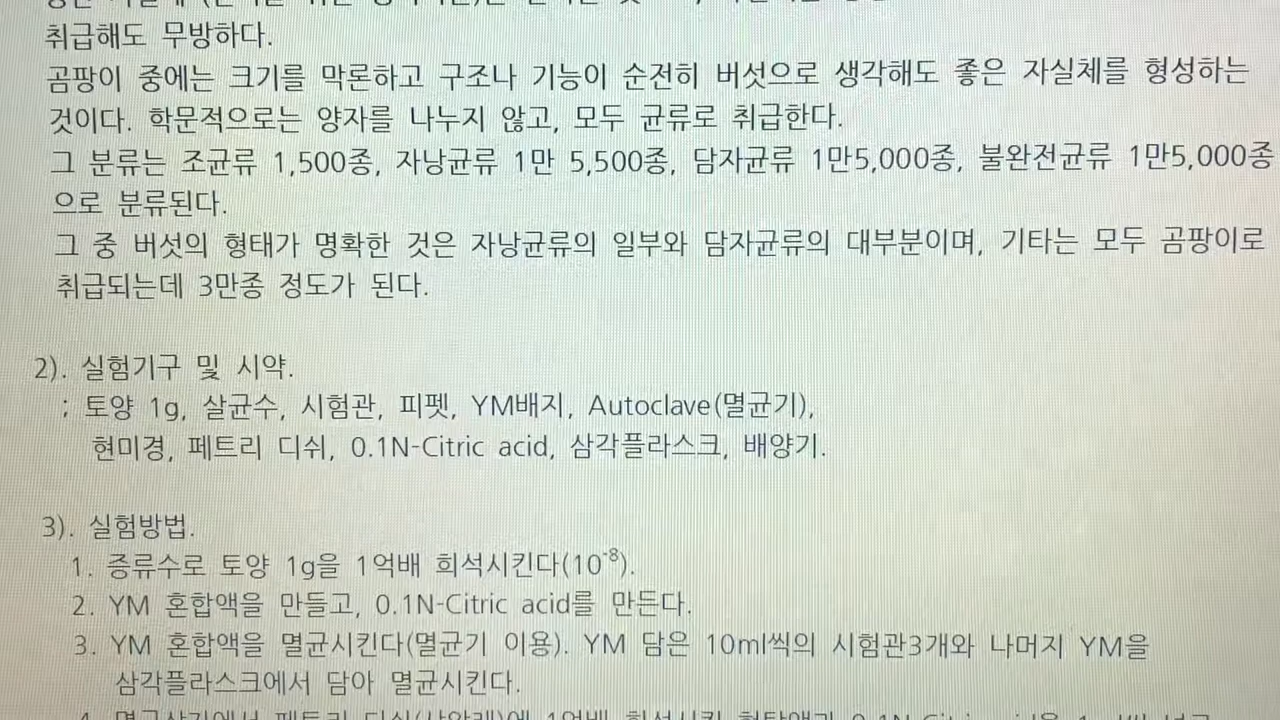 취급해도 무방하다.
곰팡이 중에는 크기를 막론하고 구조나 기능이 순전히 버섯으로 생각해도 좋은 자실체를 형성하는
것이다. 학문적으로는 양자를 나누지 않고, 모두 균류로 취급한다.
그 분류는 조균류 1,500종, 자낭균류 1만 5,500종, 담자균류 1만5,000종, 불완전균류 1만5,000종
으로 분류된다.
그 중 버섯의 형태가 명확한 것은 자낭균류의 일부와 담자균류의 대부분이며, 기타는 모두 곰팡이로
취급되는데 3만종 정도가 된다.
2). 실험기구 및 시약.
; 토양 1g, 살균수, 시험관, 피펫, YM배지, Autoclave(멸균기),
현미경, 페트리 디쉬, 0.1N-Citric acid, 삼각플라스크, 배양기.
3). 실험방법.
1. 증류수로 토양 1g을 1억배 희석시킨다(10⁻⁸).
2. YM 혼합액을 만들고, 0.1N-Citric acid를 만든다.
3. YM 혼합액을 멸균시킨다(멸균기 이용). YM 담은 10ml씩의 시험관3개와 나머지 YM을
삼각플라스크에서 담아 멸균시킨다.